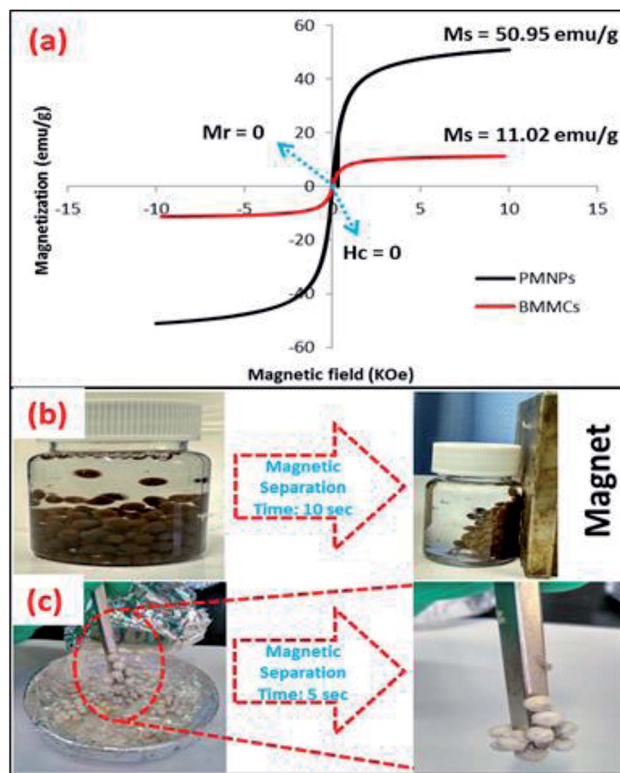 (a)
Ms = 50.95 emu/g
Mr = 0
Ms = 11.02 emu/g
Hc = 0
Magnetization (emu/g)
60
40
20
0
-20
-40
-60
-15
-10
-5
0
5
10
15
PMNPs
BMMCs
Magnetic field (KOe)
(b)
Magnetic
Separation
Time: 10 sec
Magnet
(c)
Magnetic
Separation
Time: 5 sec